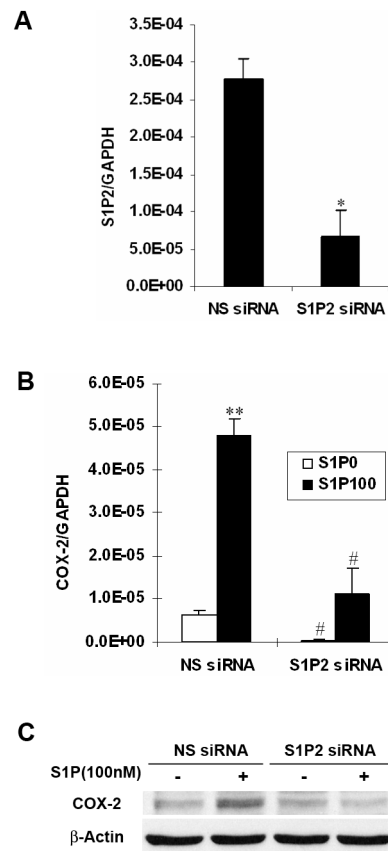 A
S1P2/GAPDH
3.5E-04
3.0E-04
2.5E-04
2.0E-04
1.5E-04
1.0E-04
5.0E-05
0.0E+00
*
NS siRNA S1P2 siRNA
B
COX-2/GAPDH
6.0E-05
5.0E-05
4.0E-05
3.0E-05
2.0E-05
1.0E-05
0.0E+00
**
# #
S1P0
S1P100
NS siRNA S1P2 siRNA
C
NS siRNA S1P2 siRNA
S1P(100nM) - + - +
COX-2
β-Actin